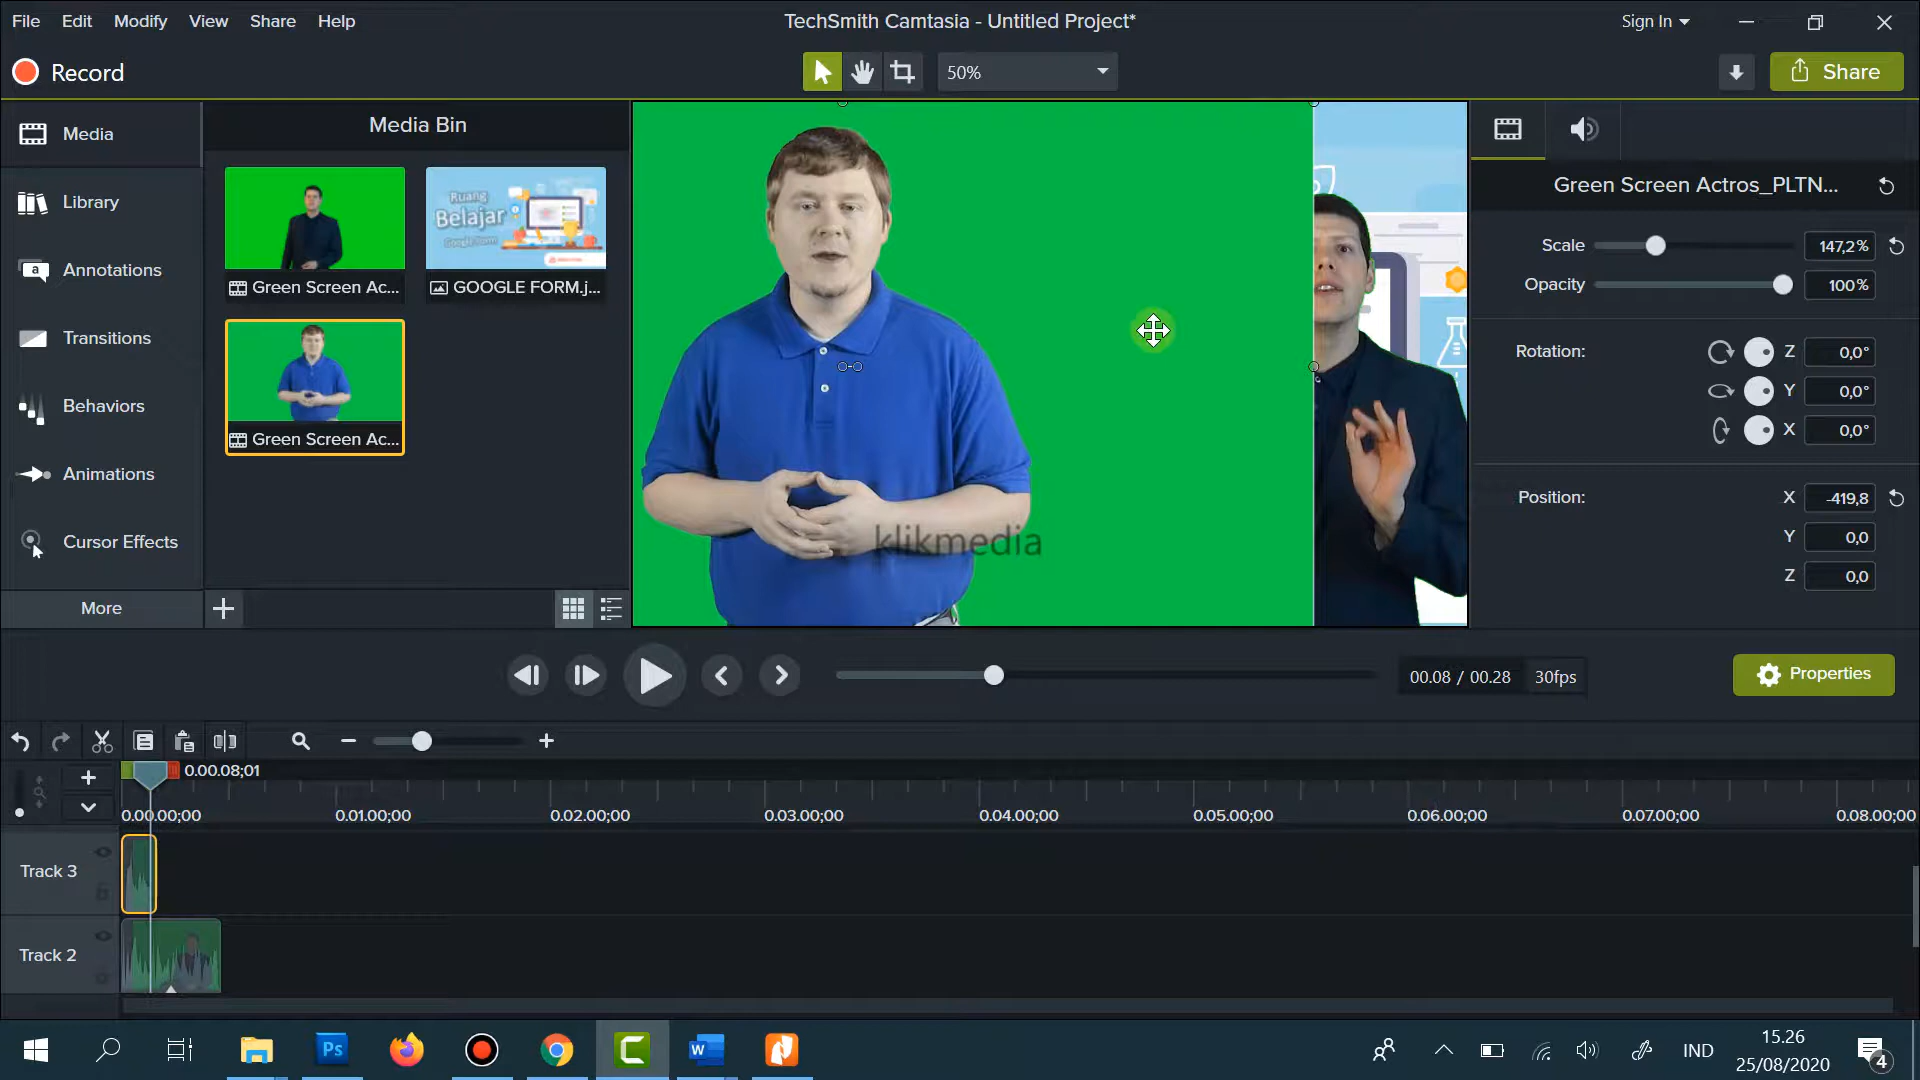 File Edit Modify View Share Help
TechSmith Camtasia - Untitled Project*
Sign In
Record
50%
Share
Media
Library
Annotations
Transitions
Behaviors
Animations
Cursor Effects
More
Media Bin
Ruang
Belajar
Google Form
Green Screen Ac...
GOOGLE FORM.j...
Green Screen Ac...
klikmedia
Green Screen Actros_PLTN...
Scale 147,2%
Opacity 100%
Rotation: Z 0,0°
Y 0,0°
X 0,0°
Position: X -419,8
Y 0,0
Z 0,0
00.08 / 00.28 30fps
Properties
0.00.08;01
0.00.00;00 0.01.00;00 0.02.00;00 0.03.00;00 0.04.00;00 0.05.00;00 0.06.00;00 0.07.00;00 0.08.00;00
Track 3
Track 2
Ps
W
IND
15.26
25/08/2020
4